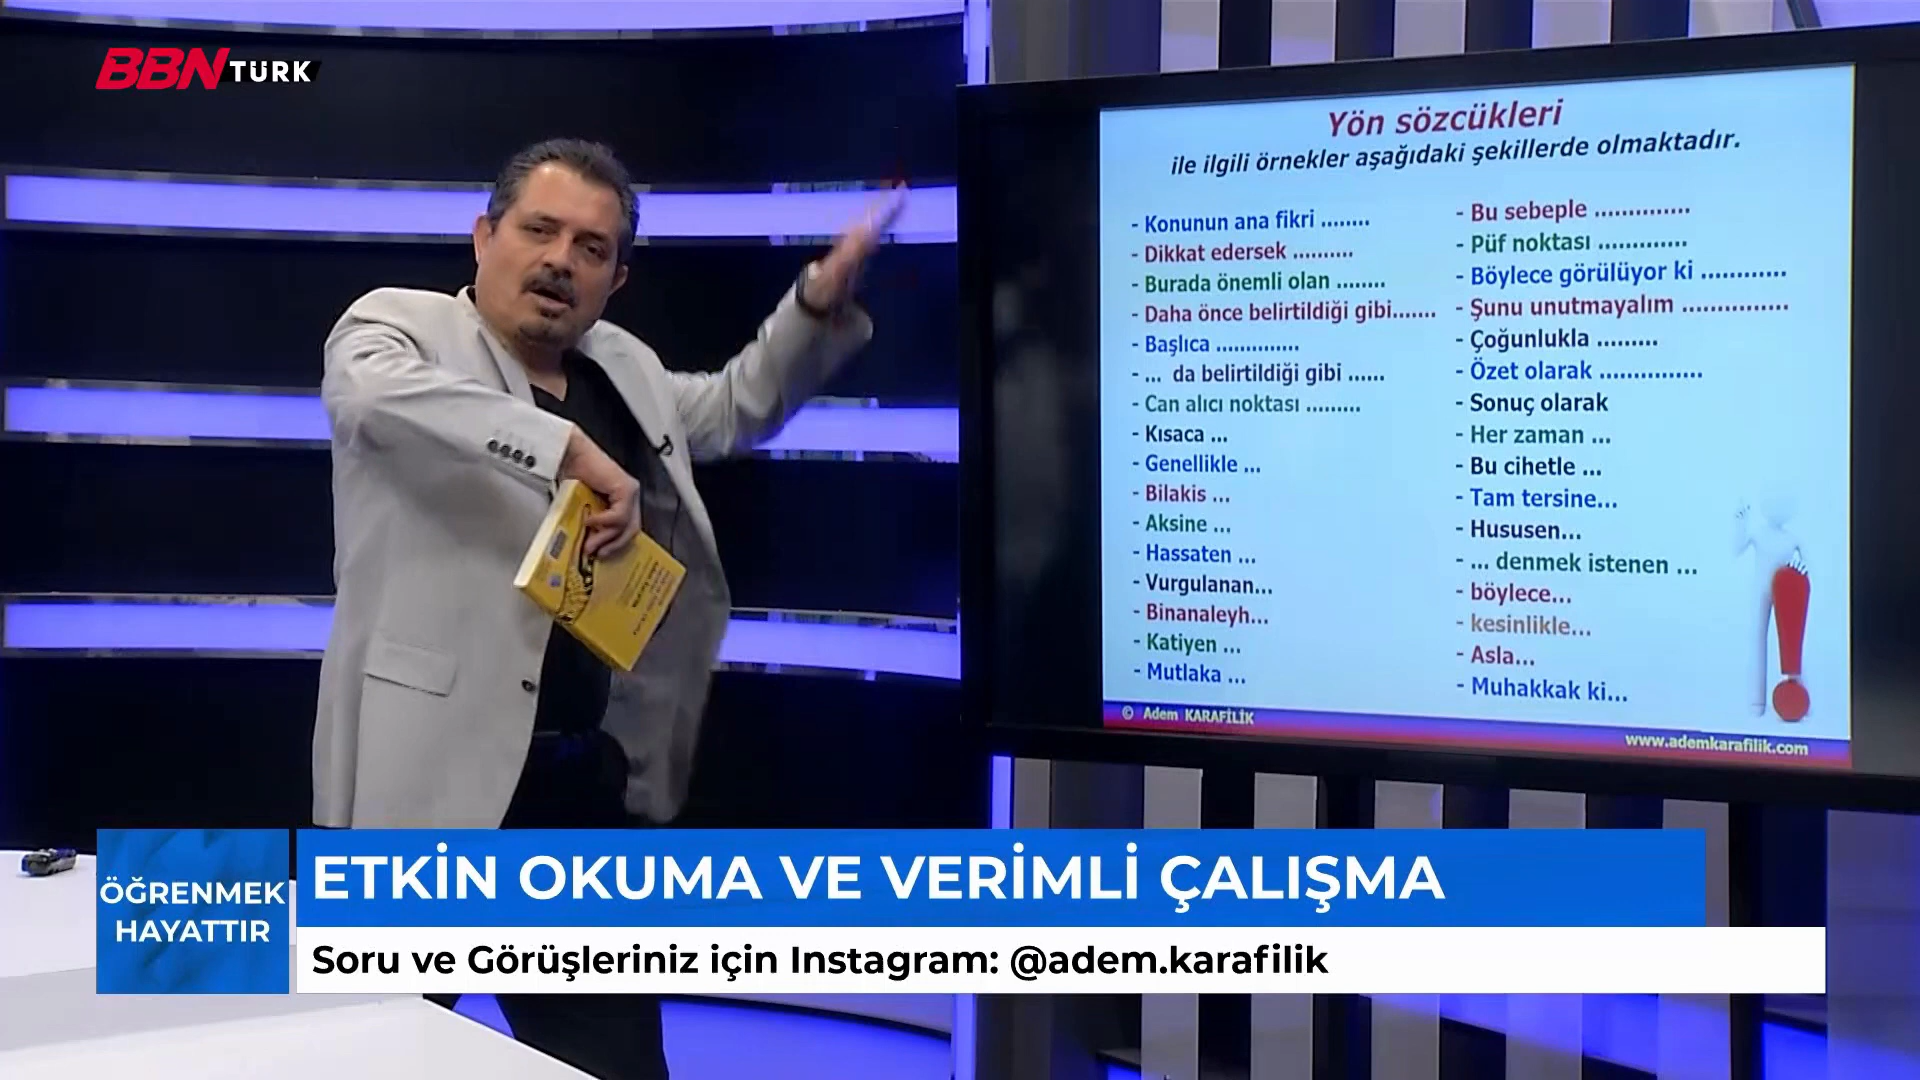 BBN TÜRK
Yön sözcükleri
ile ilgili örnekler aşağıdaki şekillerde olmaktadır.
- Konunun ana fikri ........
- Dikkat edersek ..........
- Burada önemli olan ........
- Daha önce belirtildiği gibi.......
- Başlıca ..............
- ... da belirtildiği gibi ......
- Can alıcı noktası .........
- Kısaca ...
- Genellikle ...
- Bilakis ...
- Aksine ...
- Hassaten ...
- Vurgulanan...
- Binanaleyh...
- Katiyen ...
- Mutlaka ...
- Bu sebeple ..............
- Püf noktası .............
- Böylece görülüyor ki ............
- Şunu unutmayalım ...............
- Çoğunlukla .........
- Özet olarak ...............
- Sonuç olarak
- Her zaman ...
- Bu cihetle ...
- Tam tersine...
- Hususen...
- ... denmek istenen ...
- böylece...
- kesinlikle...
- Asla...
- Muhakkak ki...
© Adem KARAFİLİK
www.ademkarafilik.com
ÖĞRENMEK
HAYATTIR
ETKİN OKUMA VE VERİMLİ ÇALIŞMA
Soru ve Görüşleriniz için Instagram: @adem.karafilik